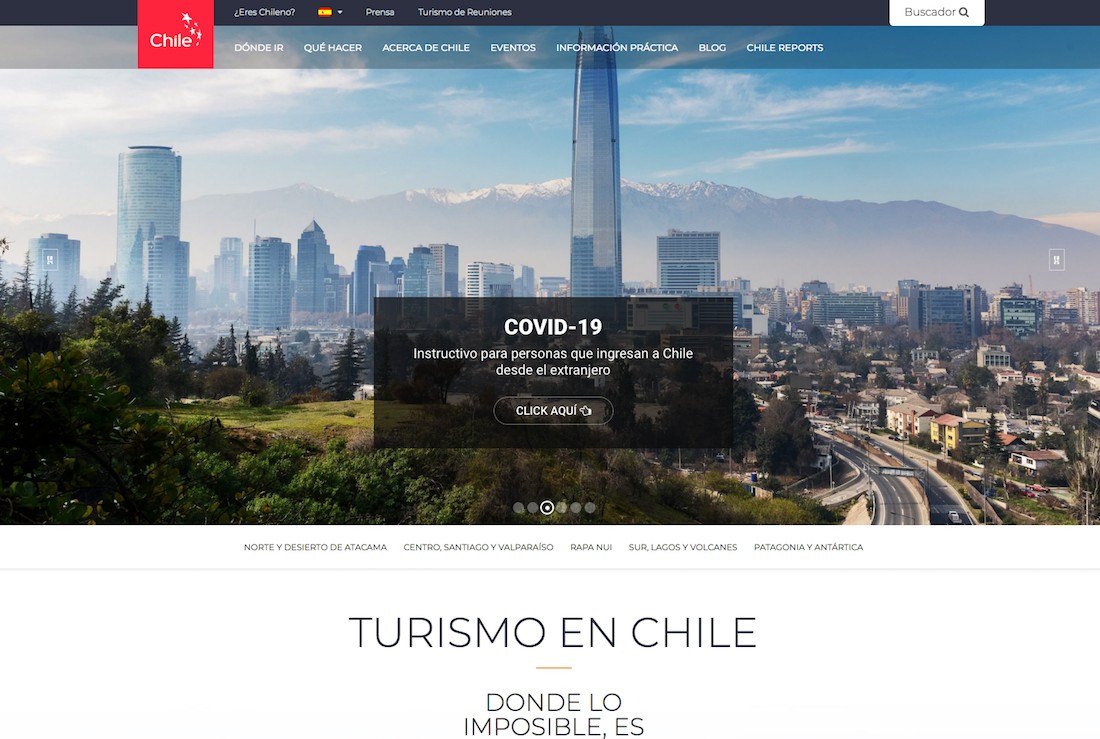 ¿Eres Chileno?
Prensa
Turismo de Reuniones
Buscador
Chile
DÓNDE IR
QUÉ HACER
ACERCA DE CHILE
EVENTOS
INFORMACIÓN PRÁCTICA
BLOG
CHILE REPORTS
COVID-19
Instructivo para personas que ingresan a Chile
desde el extranjero
CLICK AQUÍ
NORTE Y DESIERTO DE ATACAMA
CENTRO, SANTIAGO Y VALPARAÍSO
RAPA NUI
SUR, LAGOS Y VOLCANES
PATAGONIA Y ANTÁRTICA
TURISMO EN CHILE
DONDE LO
IMPOSIBLE, ES